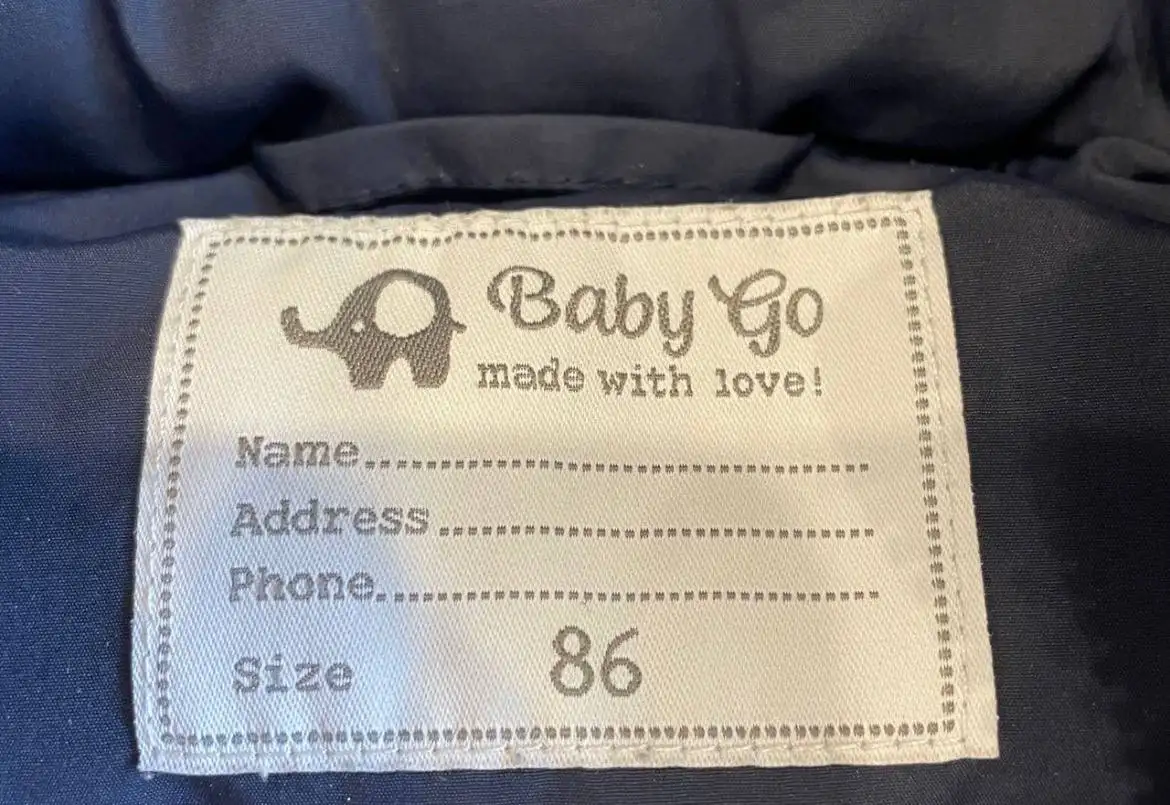 Baby Go
made with love!
Name..............................
Address..............................
Phone..............................
Size 86